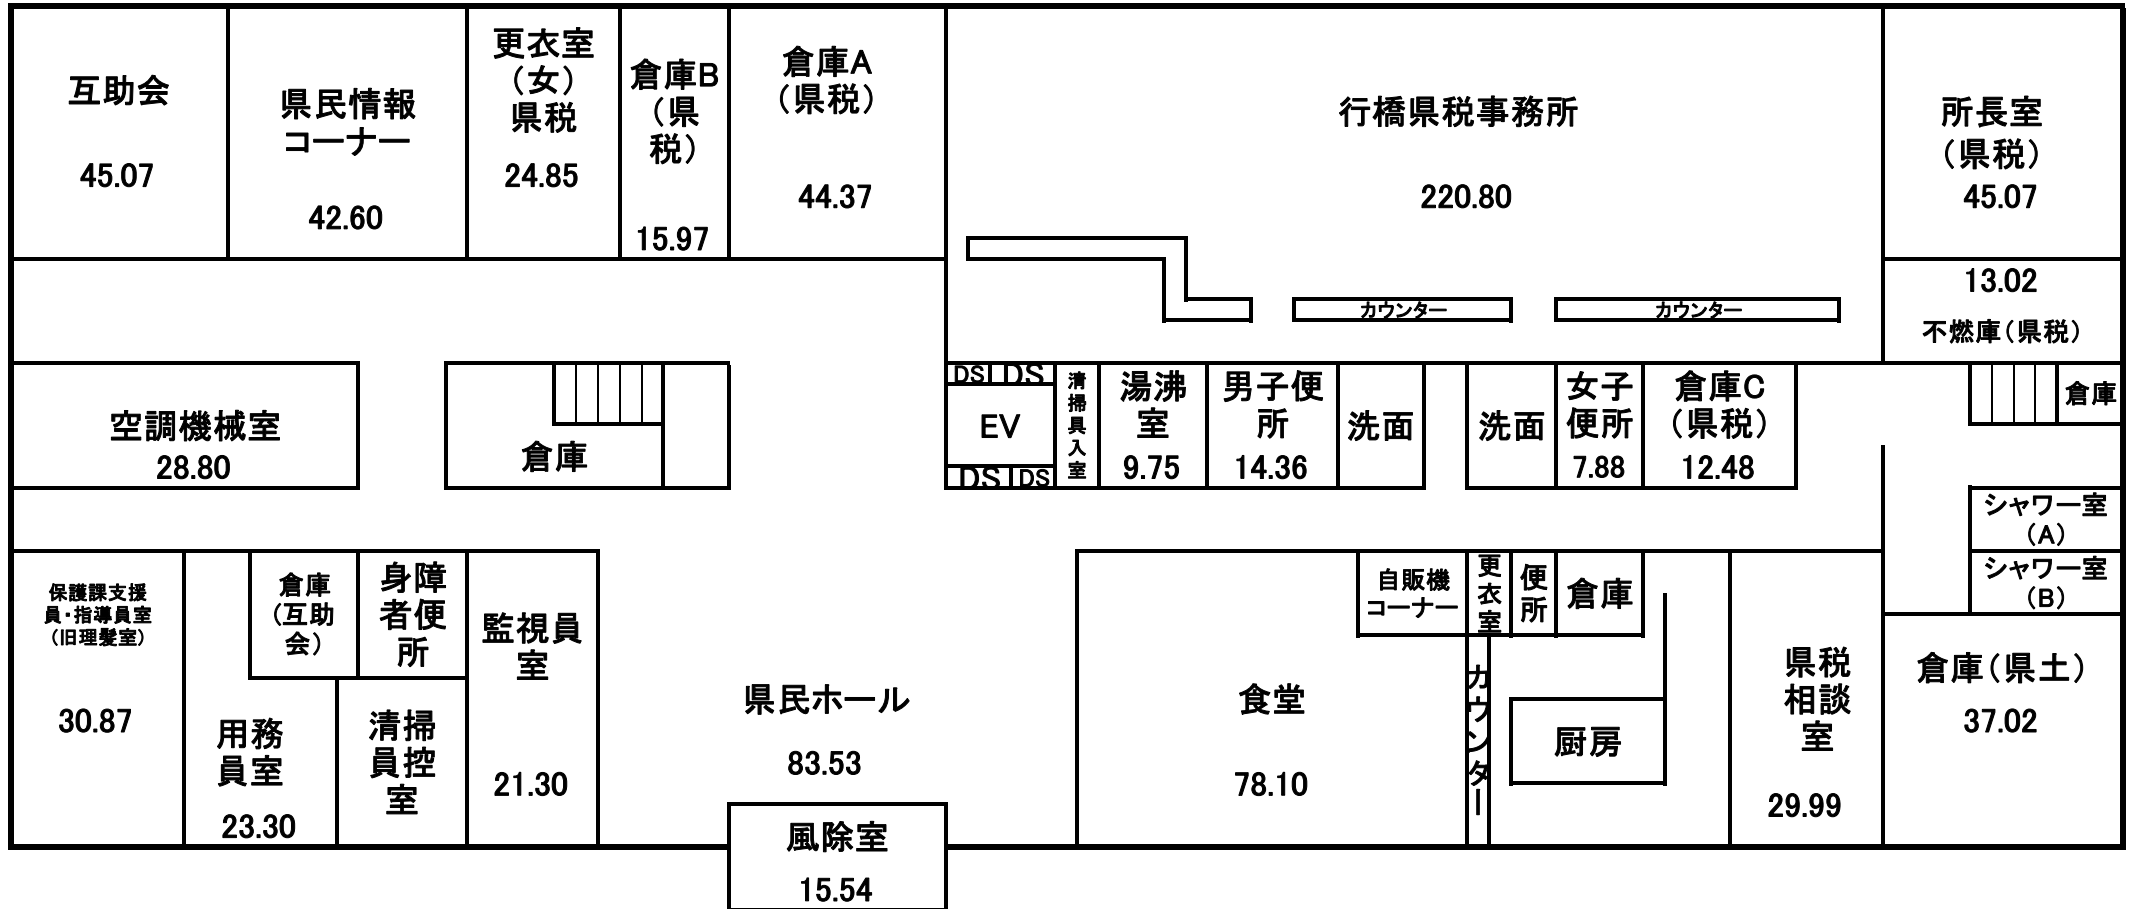 互助会
45.07
県民情報
コーナー
42.60
更衣室
（女）
県税
24.85
倉庫B
（県
税）
15.97
倉庫A
（県税）
44.37
行橋県税事務所
220.80
カウンター
カウンター
所長室
（県税）
45.07
13.02
不燃庫（県税）
空調機械室
28.80
倉庫
DS
DS
EV
DS
DS
清
掃
具
入
室
湯沸
室
9.75
男子便
所
14.36
洗面
洗面
女子
便所
7.88
倉庫C
（県税）
12.48
倉庫
シャワー室
（A）
シャワー室
（B）
保護課支援
員・指導員室
（旧理髪室）
30.87
用務
員室
23.30
倉庫
（互助
会）
身障
者便
所
清掃
員控
室
監視員
室
21.30
県民ホール
83.53
風除室
15.54
食堂
78.10
自販機
コーナー
更
衣
室
便
所
倉庫
カウンター
厨房
県税
相談
室
29.99
倉庫（県土）
37.02